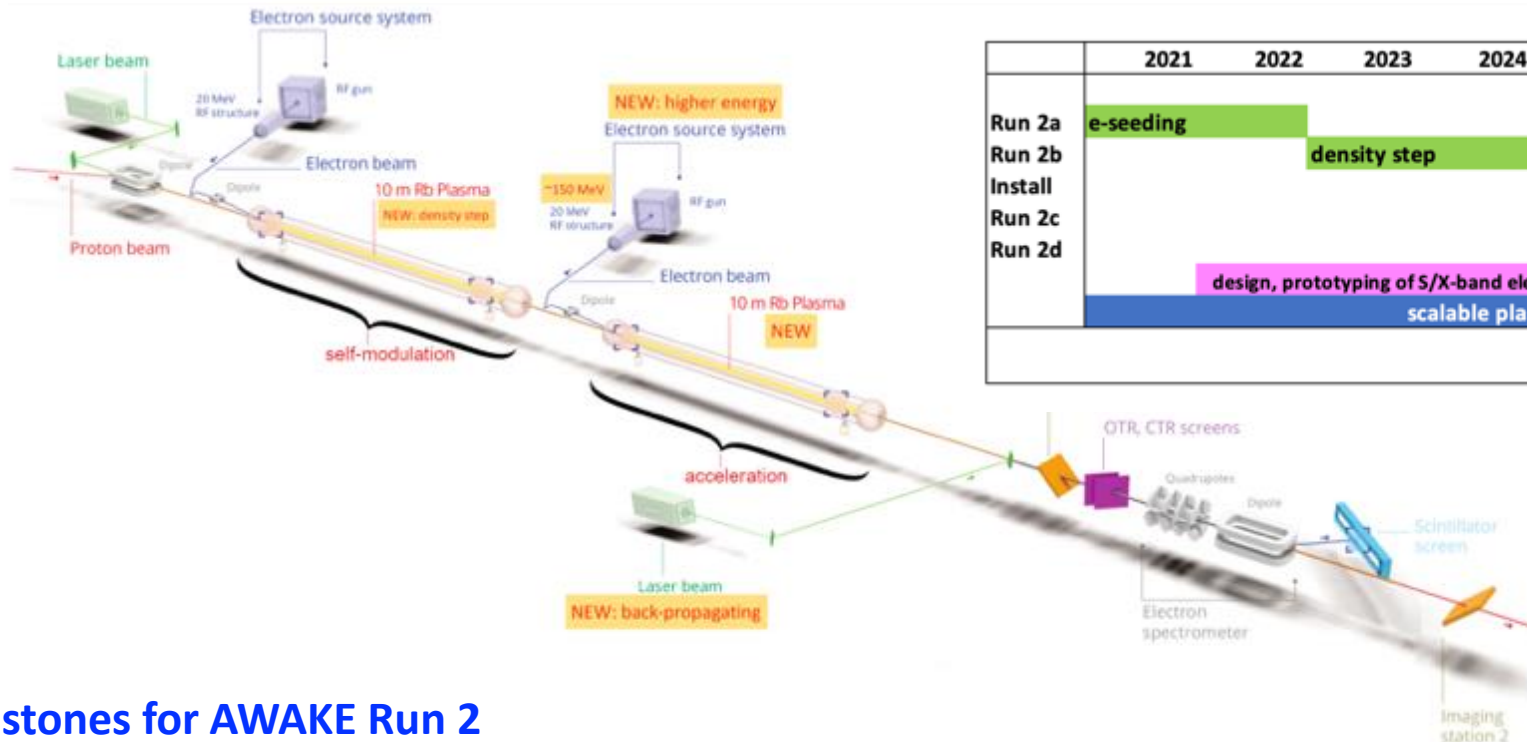 Electron source system
Laser beam
20 MeV
RF structure
RF gun
Dipole
Electron beam
Dipole
10 m Rb Plasma
NEW: density step
Proton beam
self-modulation
NEW: higher energy
Electron source system
~150 MeV
20 MeV
RF structure
RF gun
Electron beam
Dipole
10 m Rb Plasma
NEW
acceleration
Laser beam
NEW: back-propagating
OTR, CTR screens
Quadrupoles
Dipole
Scintillator
screen
Electron
spectrometer
Imaging
station 2
2021 2022 2023 2024
Run 2a e-seeding
Run 2b density step
Install
Run 2c
Run 2d
design, prototyping of S/X-band ele
scalable pla
stones for AWAKE Run 2